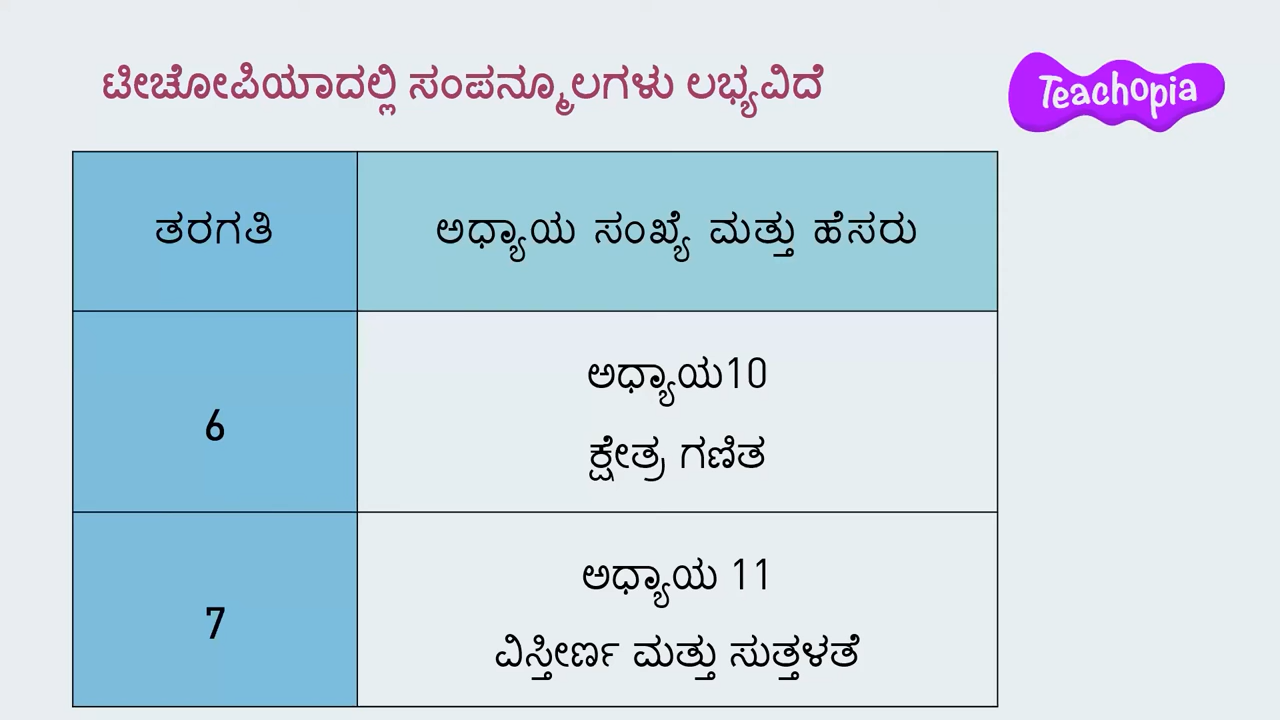 ಟೀಚೋಪಿಯಾದಲ್ಲಿ ಸಂಪನ್ಮೂಲಗಳು ಲಭ್ಯವಿದೆ
Teachopia
ತರಗತಿ
ಅಧ್ಯಾಯ ಸಂಖ್ಯೆ ಮತ್ತು ಹೆಸರು
6
ಅಧ್ಯಾಯ10
ಕ್ಷೇತ್ರ ಗಣಿತ
7
ಅಧ್ಯಾಯ 11
ವಿಸ್ತೀರ್ಣ ಮತ್ತು ಸುತ್ತಳತೆ